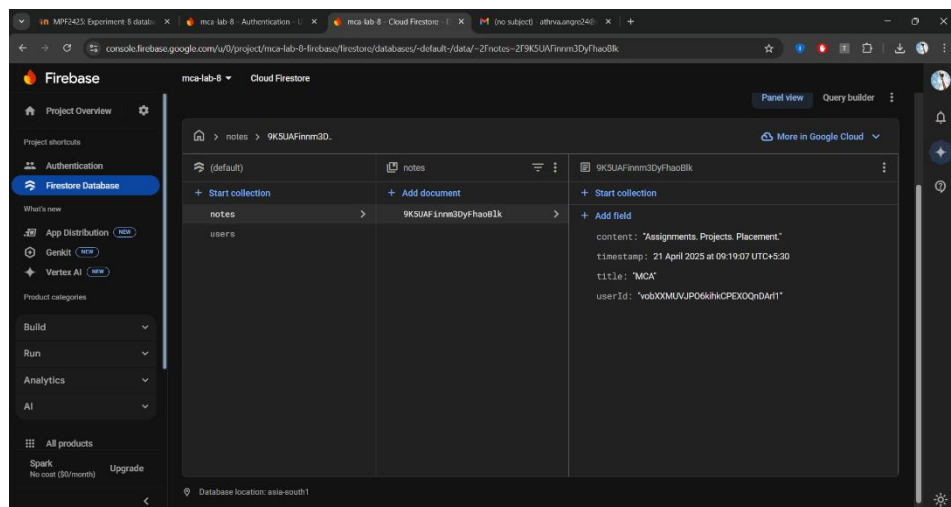 MPF2425: Experiment 8 databa
mca lab 8 - Authentication - U
mca-lab-8 - Cloud Firestore - D
(no subject) - athrva.angre24@
console.firebase.google.com/u/0/project/mca-lab-8-firebase/firestore/databases/-default-/data/~2Fnotes~2F9K5UAFinnm3DyFhaoBlk
Firebase
mca-lab-8
Cloud Firestore
Project Overview
Panel view
Query builder
notes > 9K5UAFinnm3D..
More in Google Cloud
Project shortcuts
Authentication
Firestore Database
What's new
App Distribution NEW
Genkit NEW
Vertex AI NEW
Product categories
Build
Run
Analytics
AI
All products
Spark
No cost ($0/month)
Upgrade
(default)
+ Start collection
notes
users
notes
+ Add document
9K5UAFinnm3DyFhaoBlk
9K5UAFinnm3DyFhaoBlk
+ Start collection
+ Add field
content: "Assignments. Projects. Placement."
timestamp: 21 April 2025 at 09:19:07 UTC+5:30
title: "MCA"
userId: "vobXXMUVJPO6kihkCPEXOQnDArl1"
Database location: asia-south1